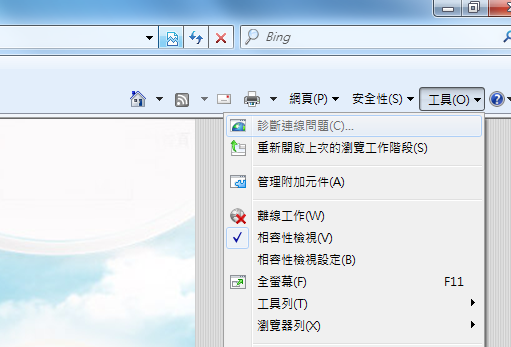 Bing
網頁(P) 安全性(S) 工具(O)
診斷連線問題(C)...
重新開啟上次的瀏覽工作階段(S)
管理附加元件(A)
離線工作(W)
相容性檢視(V)
相容性檢視設定(B)
全螢幕(F) F11
工具列(T)
瀏覽器列(X)